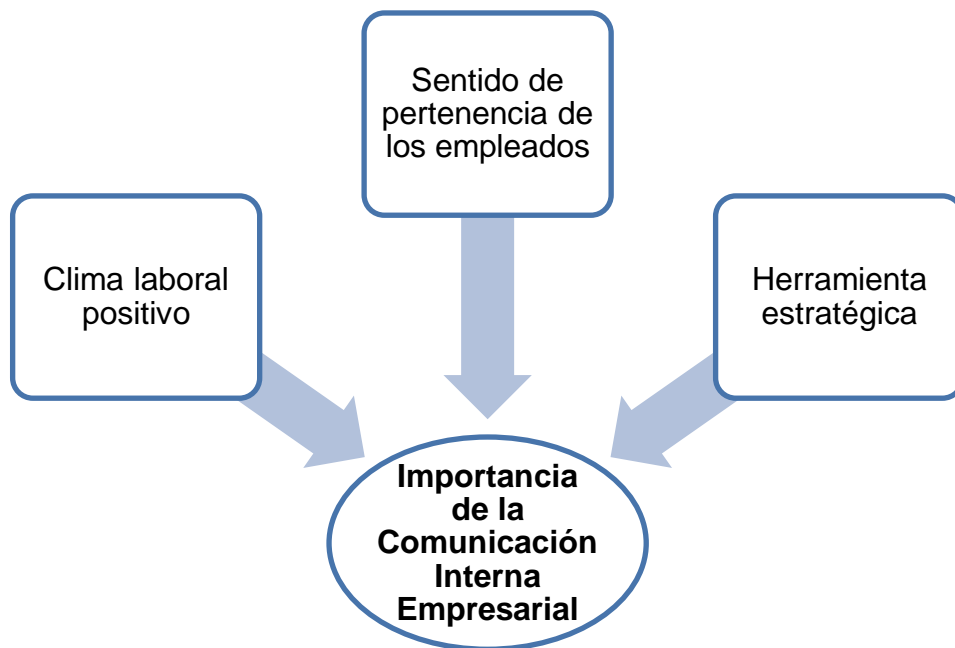 Sentido de
pertenencia de
los empleados
Clima laboral
positivo
Herramienta
estratégica
Importancia
de la
Comunicación
Interna
Empresarial